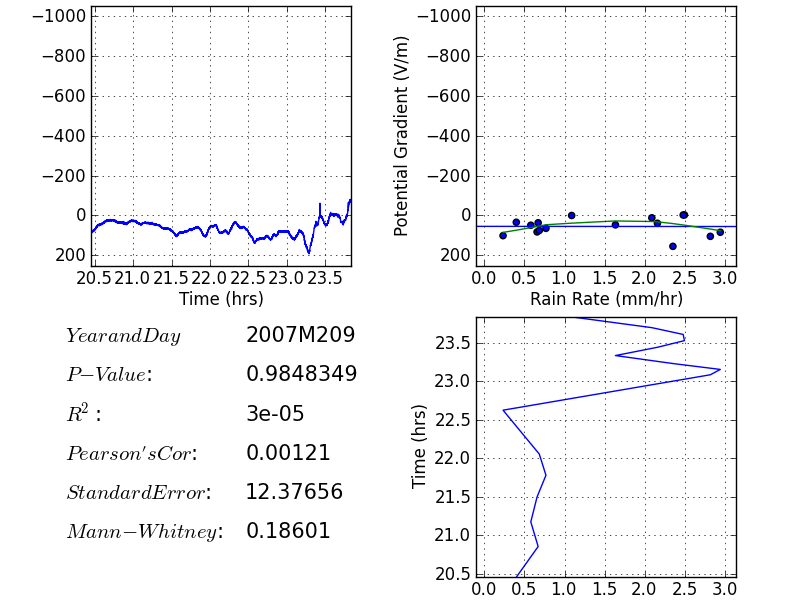 −1000
−800
−600
−400
−200
0
200
20.5 21.0 21.5 22.0 22.5 23.0 23.5
Time (hrs)
Potential Gradient (V/m)
−1000
−800
−600
−400
−200
0
200
0.0 0.5 1.0 1.5 2.0 2.5 3.0
Rain Rate (mm/hr)
YearandDay 2007M209
P−Value: 0.9848349
R² : 3e-05
Pearson'sCor: 0.00121
StandardError: 12.37656
Mann−Whitney: 0.18601
Time (hrs)
23.5
23.0
22.5
22.0
21.5
21.0
20.5
0.0 0.5 1.0 1.5 2.0 2.5 3.0